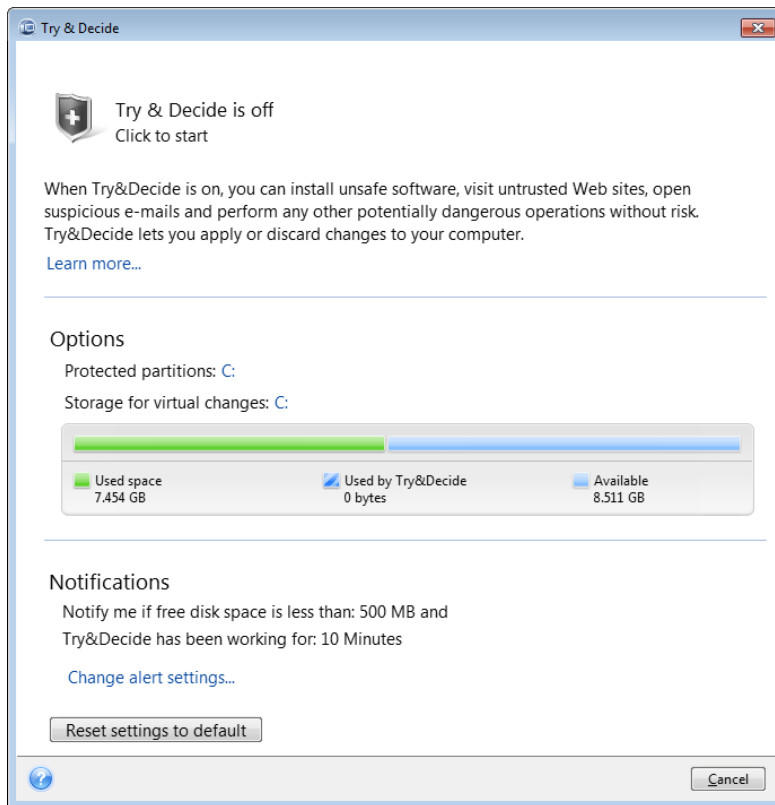 Try & Decide
Try & Decide is off
Click to start
When Try&Decide is on, you can install unsafe software, visit untrusted Web sites, open
suspicious e-mails and perform any other potentially dangerous operations without risk.
Try&Decide lets you apply or discard changes to your computer.
Learn more...
Options
Protected partitions: C:
Storage for virtual changes: C:
Used space
7.454 GB
Used by Try&Decide
0 bytes
Available
8.511 GB
Notifications
Notify me if free disk space is less than: 500 MB and
Try&Decide has been working for: 10 Minutes
Change alert settings...
Reset settings to default
?
Cancel